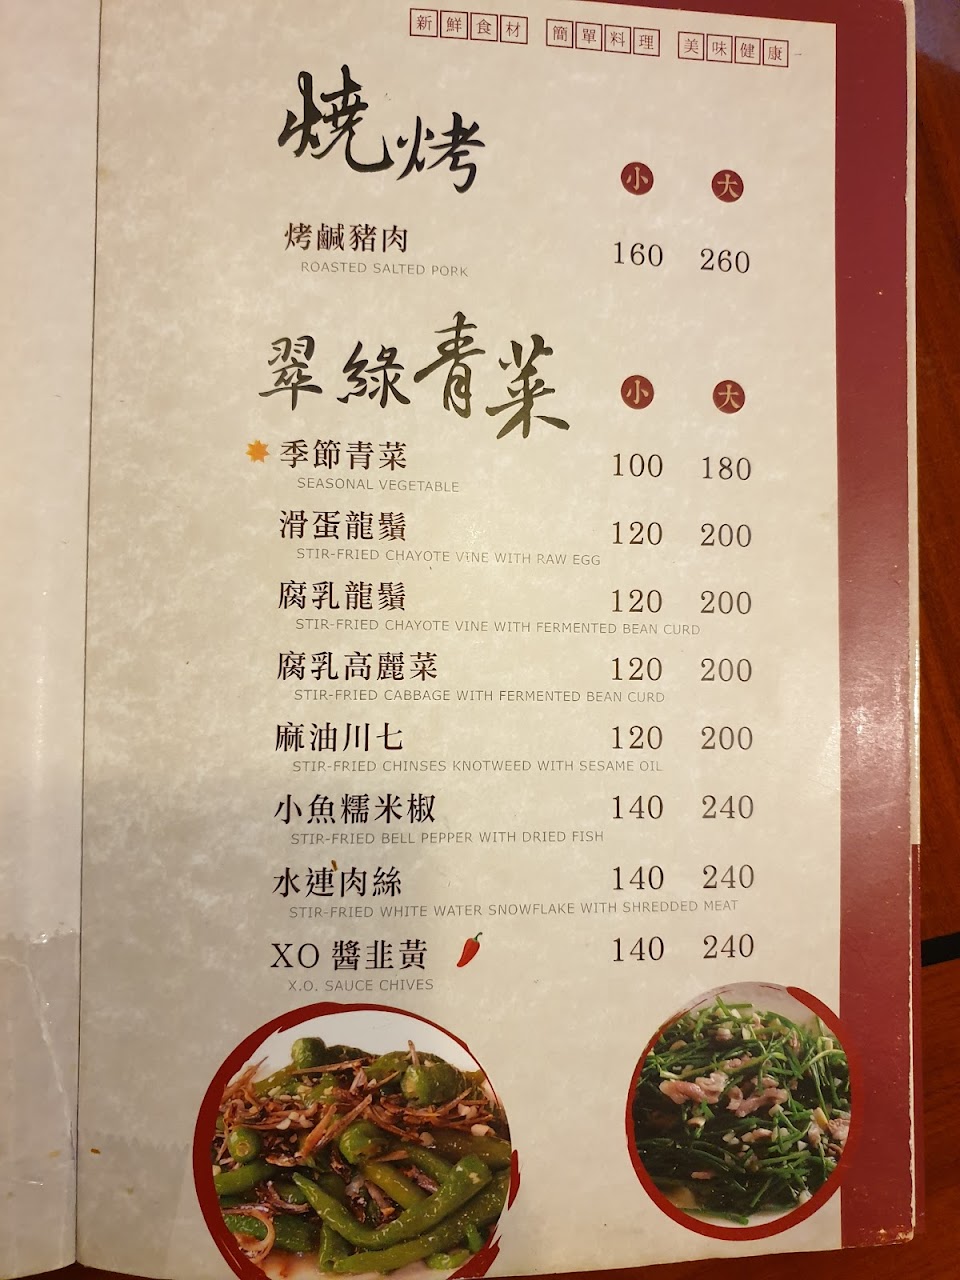 新鮮食材 簡單料理 美味健康
燒烤 小 大
烤鹹豬肉 160 260
ROASTED SALTED PORK
翠綠青菜 小 大
季節青菜 100 180
SEASONAL VEGETABLE
滑蛋龍鬚 120 200
STIR-FRIED CHAYOTE VINE WITH RAW EGG
腐乳龍鬚 120 200
STIR-FRIED CHAYOTE VINE WITH FERMENTED BEAN CURD
腐乳高麗菜 120 200
STIR-FRIED CABBAGE WITH FERMENTED BEAN CURD
麻油川七 120 200
STIR-FRIED CHINSES KNOTWEED WITH SESAME OIL
小魚糯米椒 140 240
STIR-FRIED BELL PEPPER WITH DRIED FISH
水連肉絲 140 240
STIR-FRIED WHITE WATER SNOWFLAKE WITH SHREDDED MEAT
XO 醬韭黃 140 240
X.O. SAUCE CHIVES